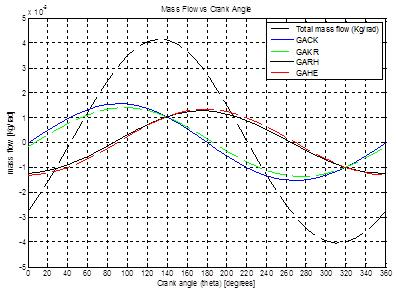 Mass Flow vs Crank Angle
x 10
5
4
3
2
1
0
-1
-2
-3
-4
-5
mass flow [kg/rad]
Total mass flow (Kg/rad)
GACK
GAKR
GARH
GAHE
0 20 40 60 80 100 120 140 160 180 200 220 240 260 280 300 320 340 360
Crank angle (theta) [degrees]